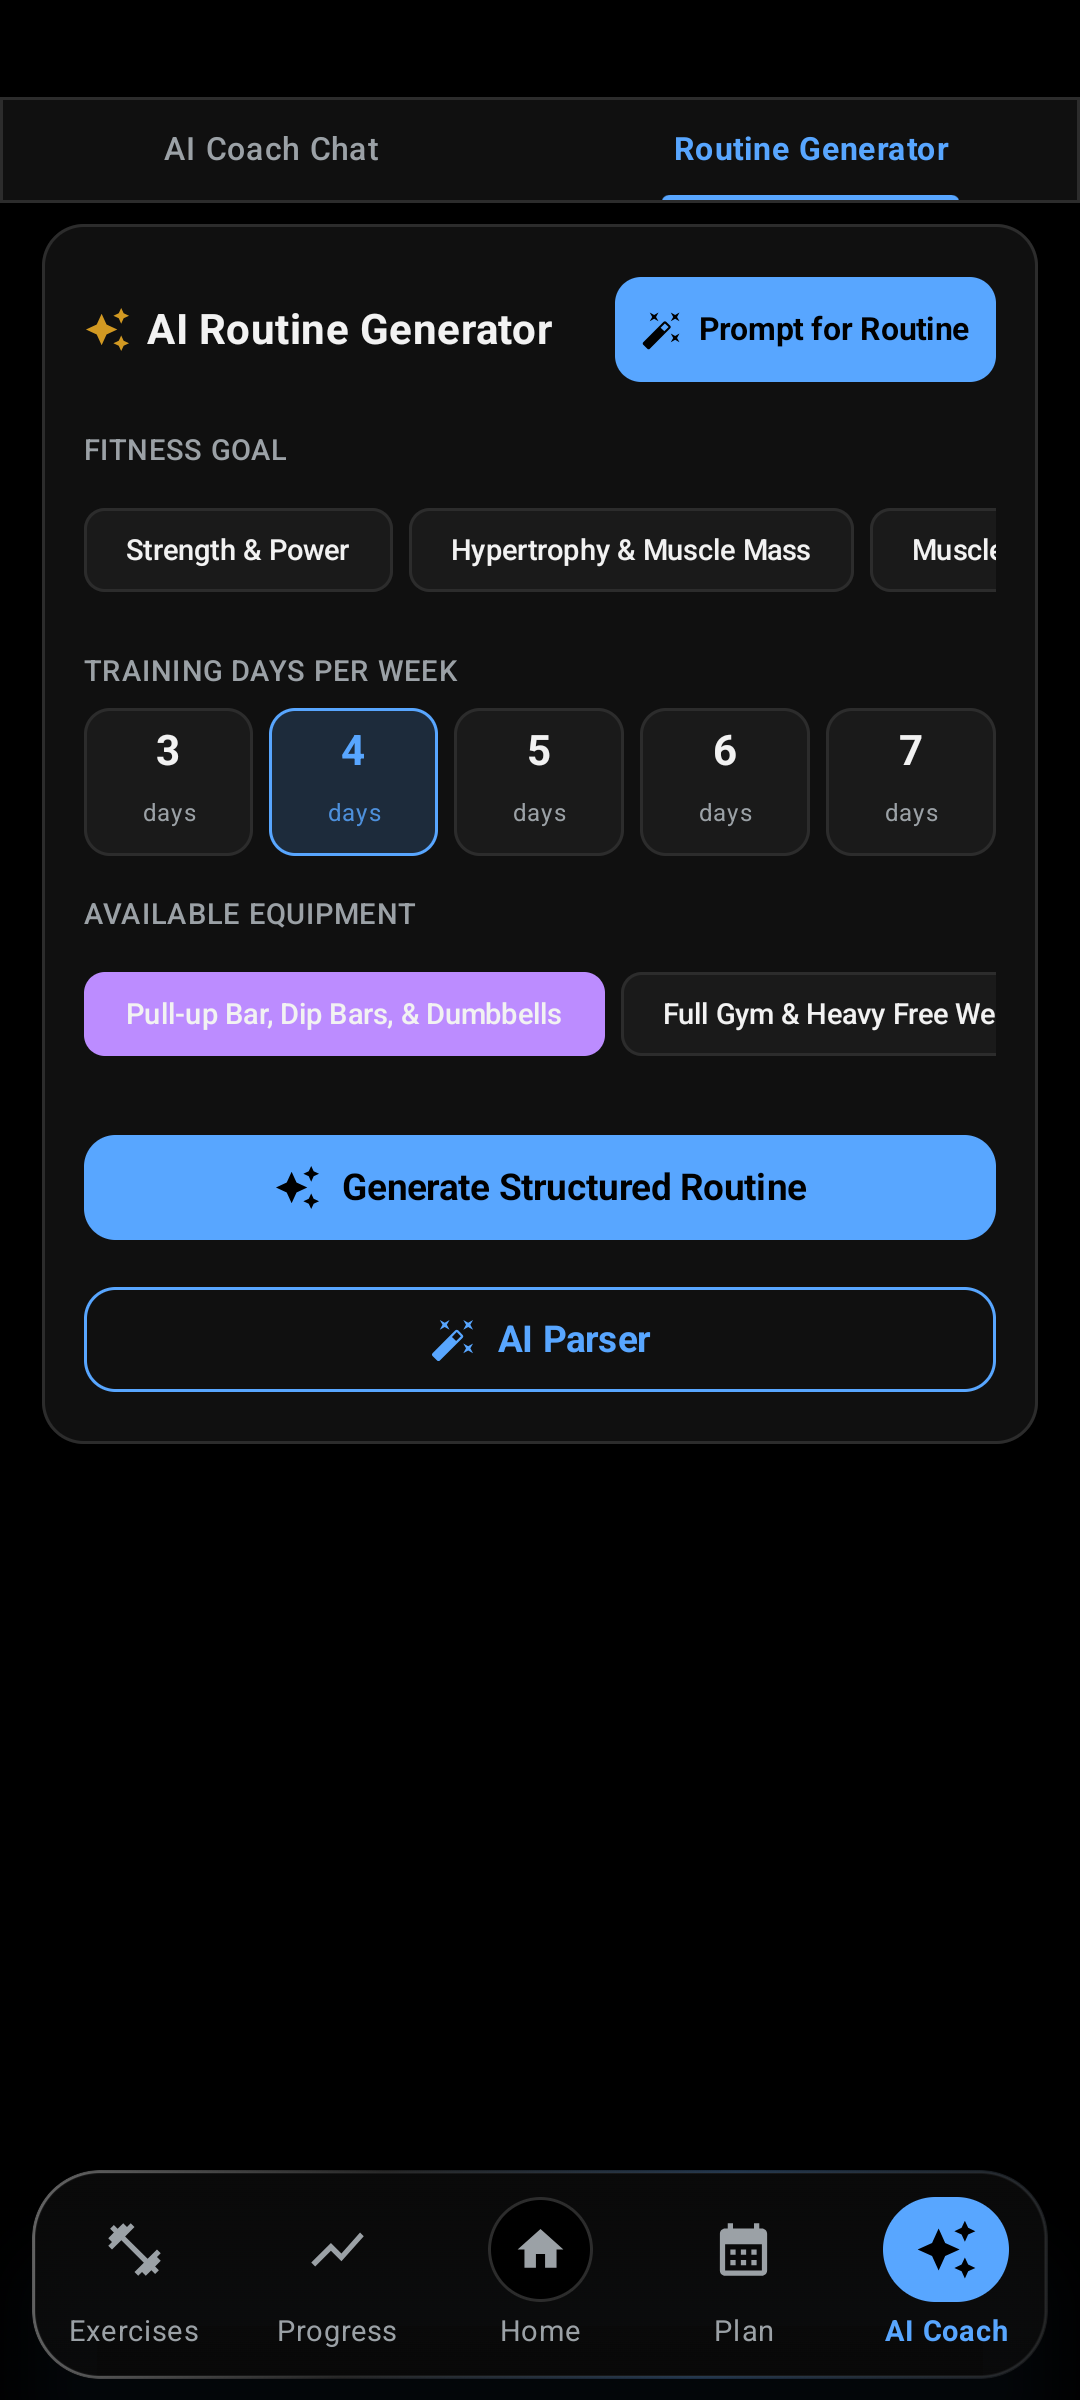 AI Coach Chat
Routine Generator
AI Routine Generator
Prompt for Routine
FITNESS GOAL
Strength & Power
Hypertrophy & Muscle Mass
Muscle
TRAINING DAYS PER WEEK
3
days
4
days
5
days
6
days
7
days
AVAILABLE EQUIPMENT
Pull-up Bar, Dip Bars, & Dumbbells
Full Gym & Heavy Free We
Generate Structured Routine
AI Parser
Exercises
Progress
Home
Plan
AI Coach